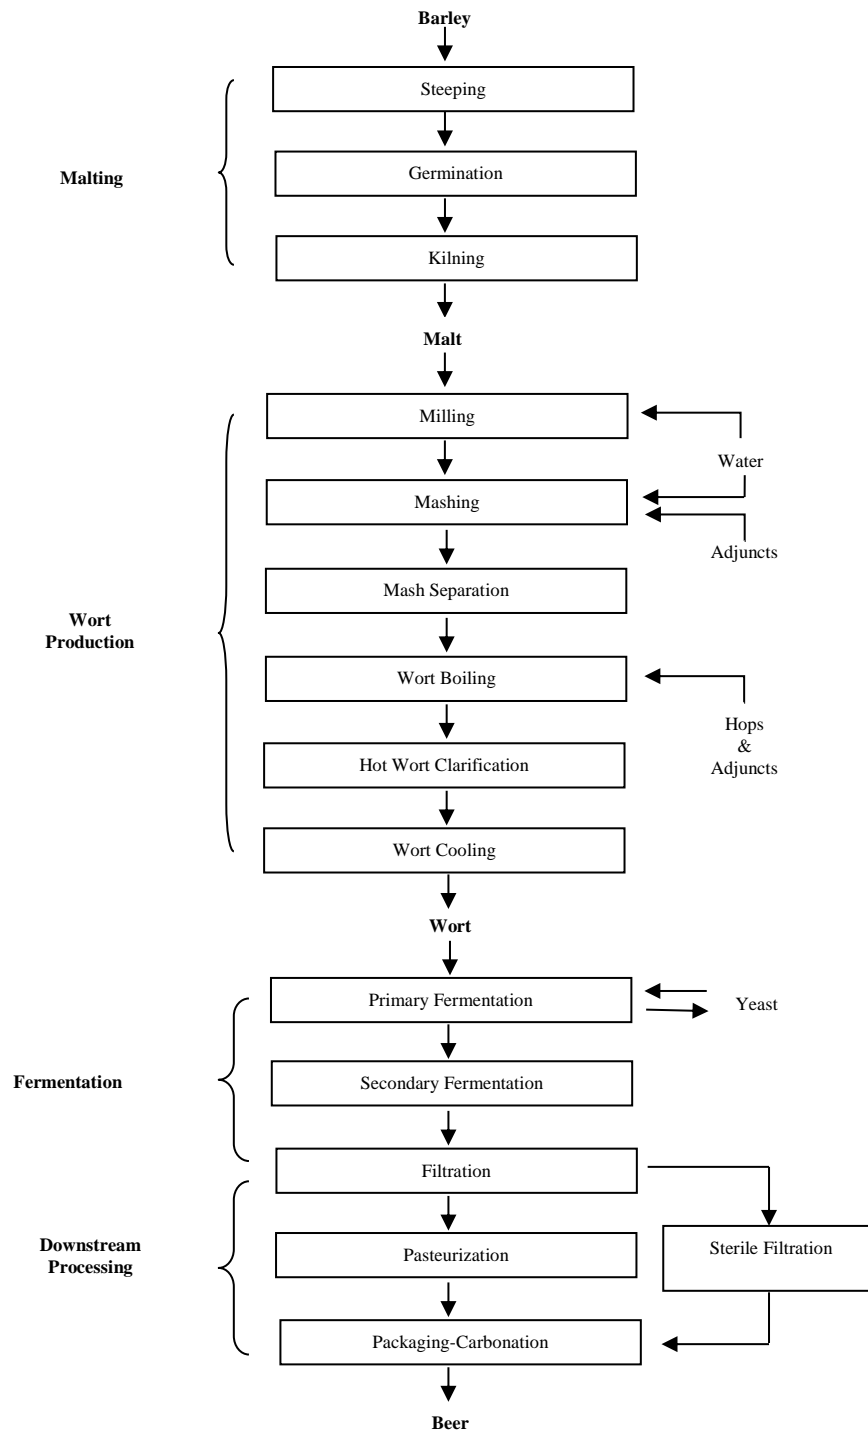 Barley
Steeping
Germination
Malting
Kilning
Malt
Milling
Water
Mashing
Adjuncts
Mash Separation
Wort
Production
Wort Boiling
Hops
&
Adjuncts
Hot Wort Clarification
Wort Cooling
Wort
Primary Fermentation
Yeast
Fermentation
Secondary Fermentation
Filtration
Downstream
Processing
Pasteurization
Sterile Filtration
Packaging-Carbonation
Beer